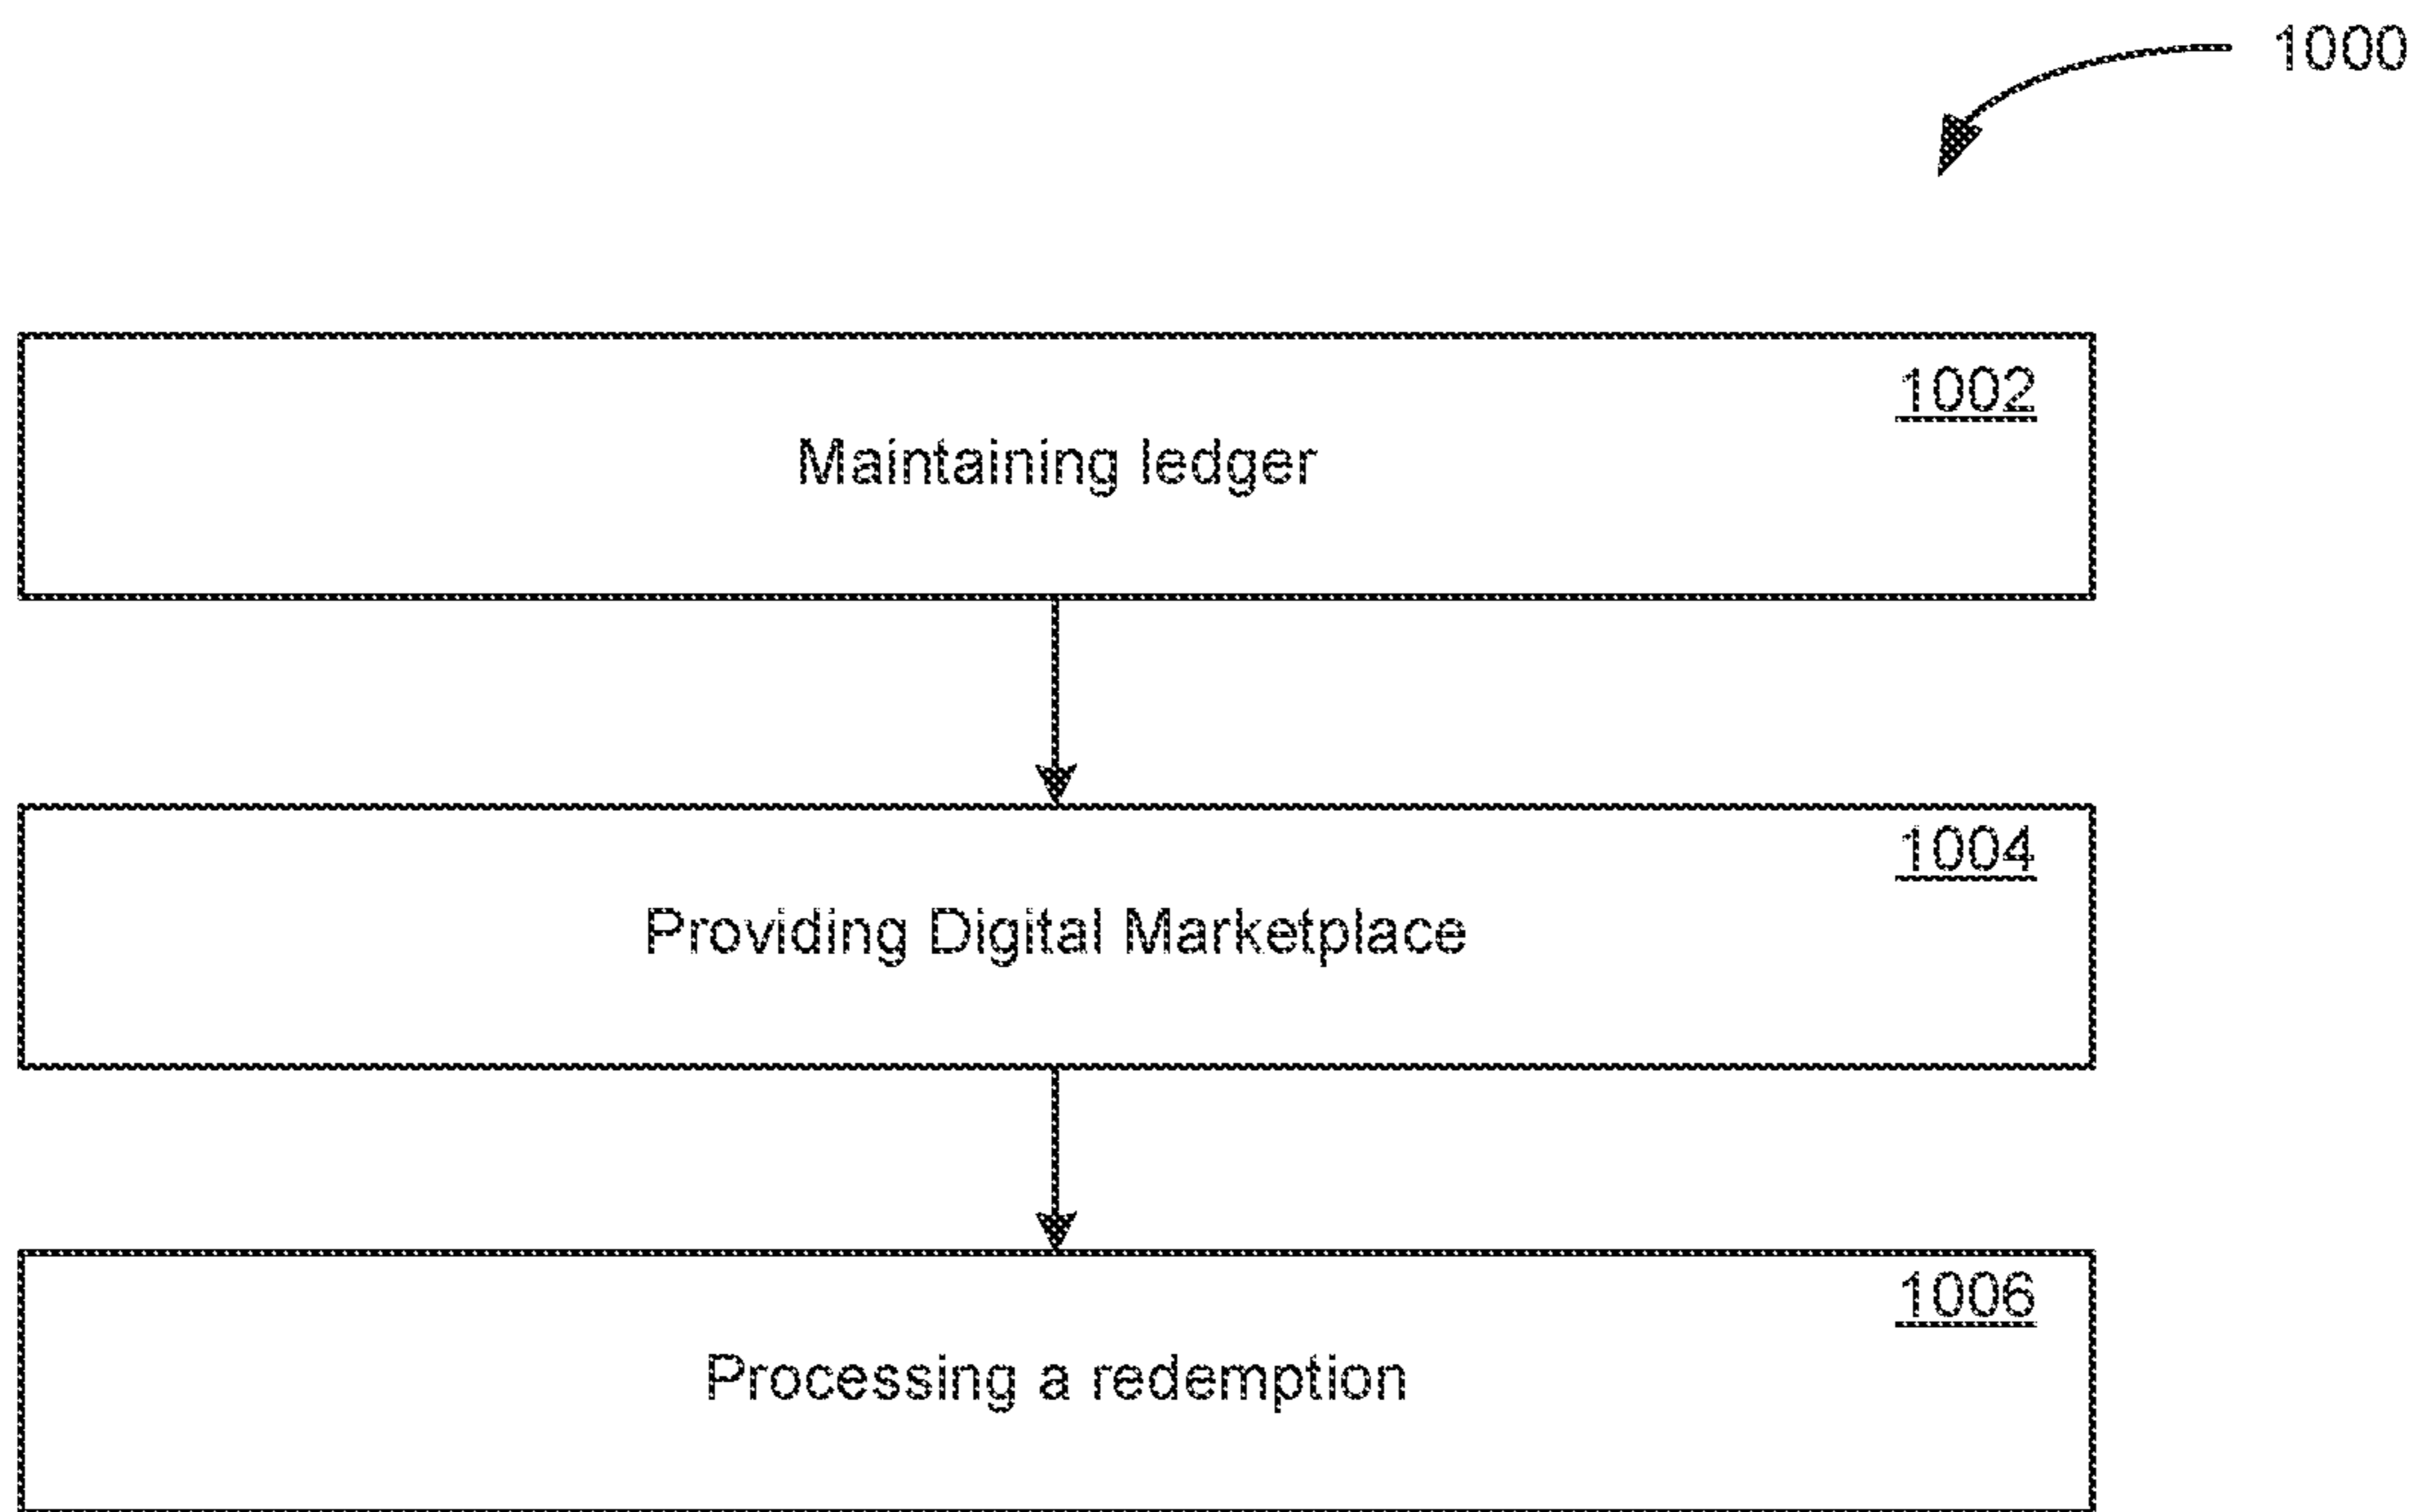 1000
1002
Maintaining ledger
1004
Providing Digital Marketplace
1006
Processing a redemption